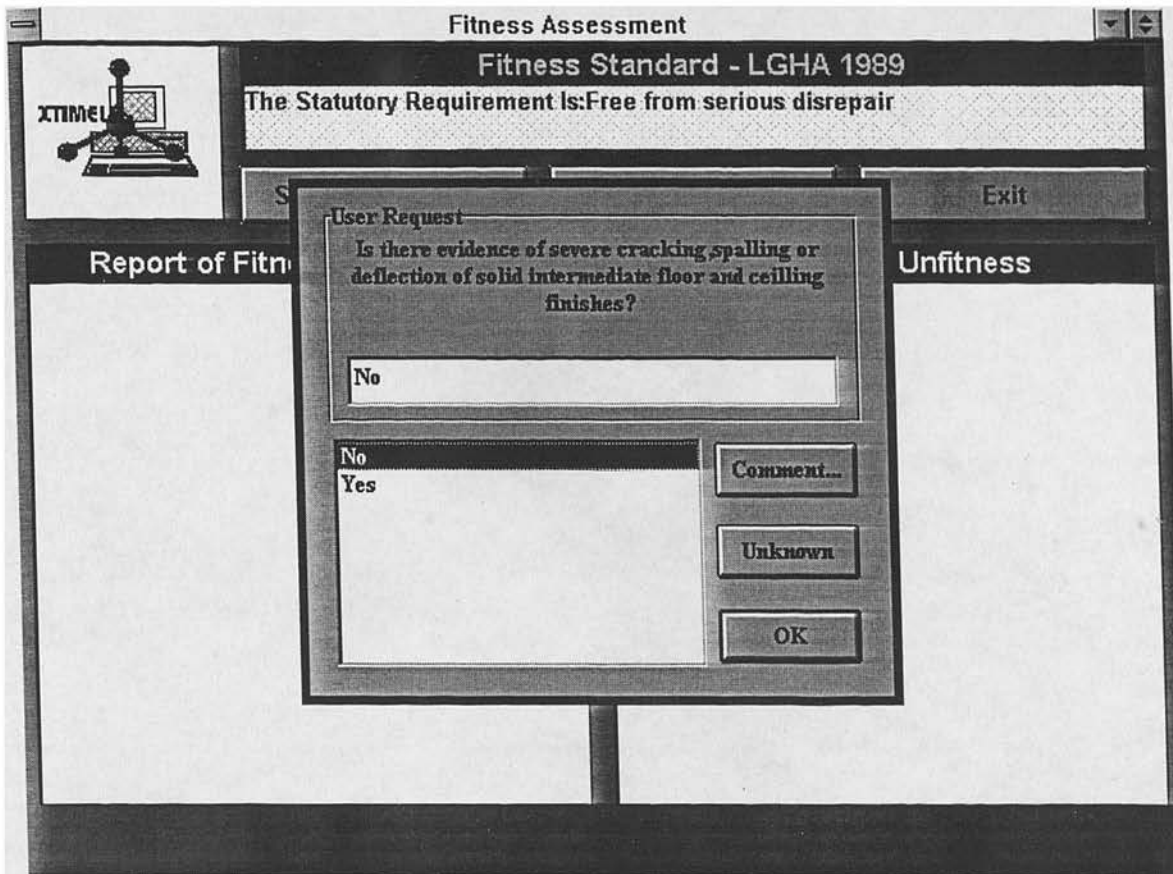 Fitness Assessment
Fitness Standard - LGHA 1989
XTIMEL
The Statutory Requirement Is:Free from serious disrepair
Exit
Report of
Unfitness
User Request
Is there evidence of severe cracking,spalling or
deflection of solid intermediate floor and ceilling
finishes?
No
No
Yes
Comment...
Unknown
OK